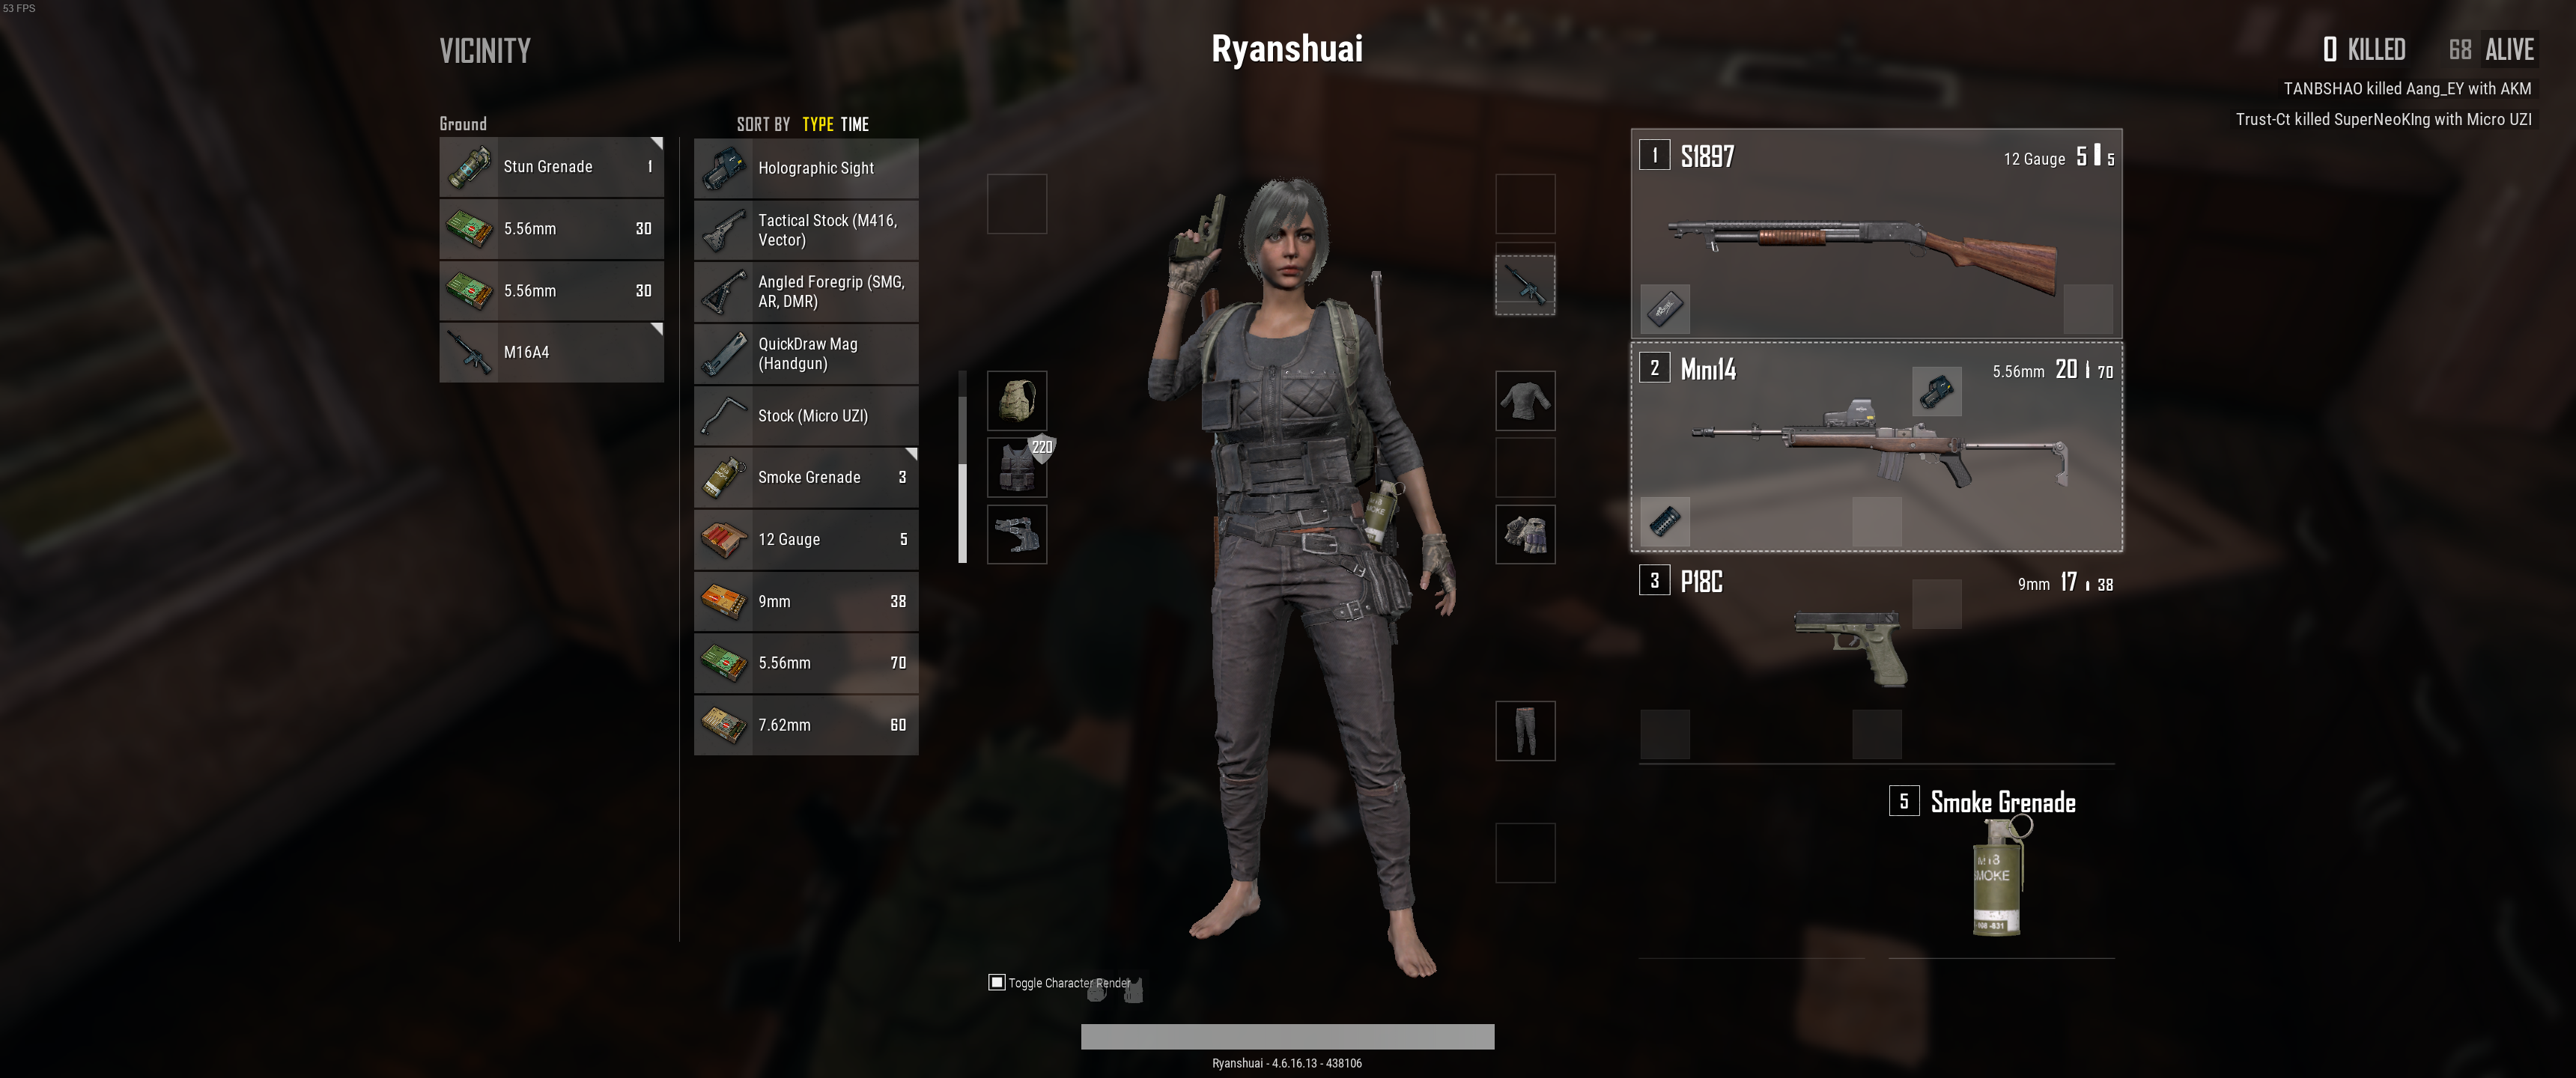 53 FPS
VICINITY
Ryanshuai
0 KILLED 68 ALIVE
TANBSHAO killed Aang_EY with AKM
Trust-Ct killed SuperNeoKIng with Micro UZI
Ground
Stun Grenade 1
5.56mm 30
5.56mm 30
M16A4
SORT BY TYPE TIME
Holographic Sight
Tactical Stock (M416,
Vector)
Angled Foregrip (SMG,
AR, DMR)
QuickDraw Mag
(Handgun)
Stock (Micro UZI)
Smoke Grenade 3
12 Gauge 5
9mm 38
5.56mm 70
7.62mm 60
220
1 S1897 12 Gauge 5 5
2 Mini14 5.56mm 20 70
3 P18C 9mm 17 38
5 Smoke Grenade
M18
SMOKE
Toggle Character Render
Ryanshuai - 4.6.16.13 - 438106